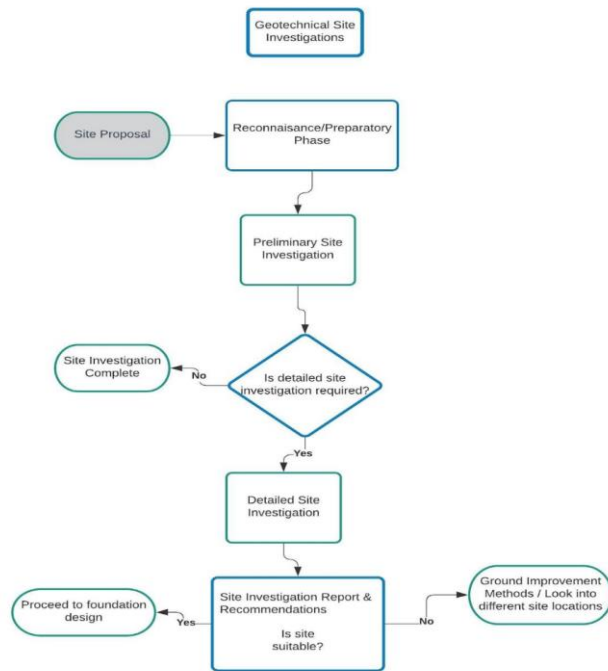 Geotechnical Site
Investigations
Site Proposal
Reconnaisance/Preparatory
Phase
Preliminary Site
Investigation
Site Investigation
Complete
No
Is detailed site
investigation required?
Yes
Detailed Site
Investigation
Site Investigation Report &
Recommendations
Is site
suitable?
Proceed to foundation
design
Yes
No
Ground Improvement
Methods / Look into
different site locations